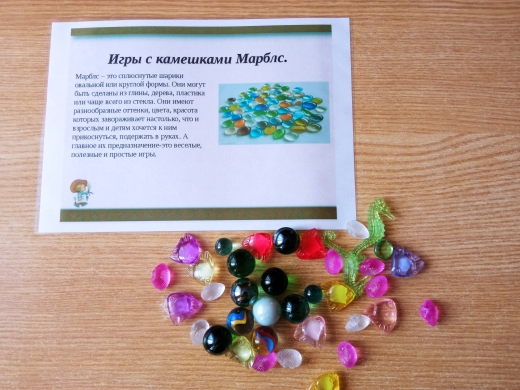 Игры с камешками Марблс.
Марблс – это сплюснутые шарики
овальной или круглой формы. Они могут
быть сделаны из глины, дерева, пластика
или чаще всего из стекла. Они имеют
разнообразные оттенки, цвета, красота
которых завораживает настолько, что и
взрослым и детям хочется к ним
прикоснуться, подержать в руках. А
главное их предназначение-это веселые,
полезные и простые игры.